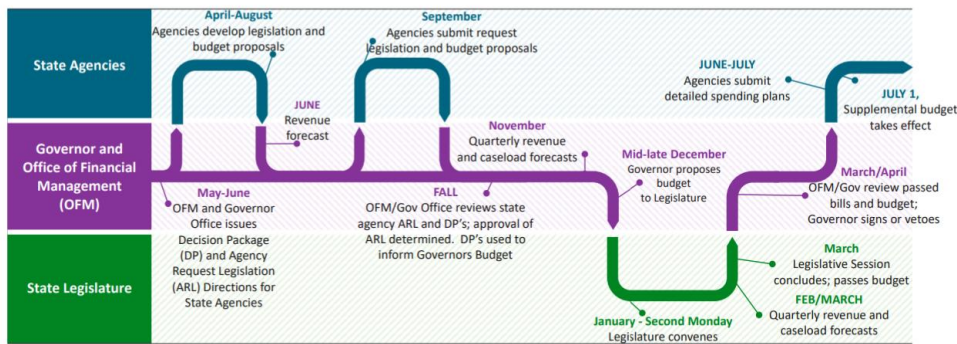 State Agencies
April-August
Agencies develop legislation and
budget proposals
September
Agencies submit request
legislation and budget proposals
JUNE-JULY
Agencies submit
detailed spending plans
JULY 1,
Supplemental budget
takes effect
Governor and
Office of Financial
Management
(OFM)
JUNE
Revenue
forecast
May-June
OFM and Governor
Office issues
Decision Package
(DP) and Agency
Request Legislation
(ARL) Directions for
State Agencies
FALL
OFM/Gov Office reviews state
agency ARL and DP's; approval of
ARL determined.  DP's used to
inform Governors Budget
November
Quarterly revenue
and caseload forecasts
Mid-late December
Governor proposes
budget
to Legislature
March/April
OFM/Gov review passed
bills and budget;
Governor signs or vetoes
State Legislature
January - Second Monday
Legislature convenes
March
Legislative Session
concludes; passes budget
FEB/MARCH
Quarterly revenue and
caseload forecasts